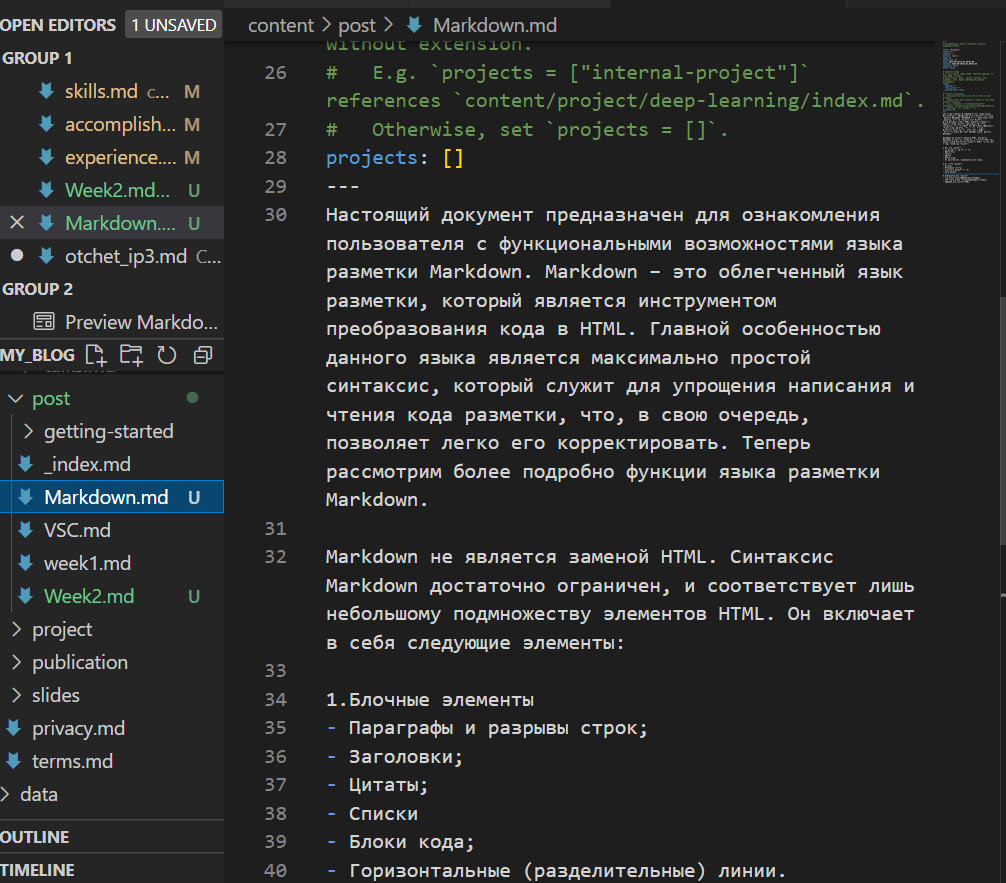 OPEN EDITORS 1 UNSAVED
GROUP 1
skills.md c... M
accomplish... M
experience.... M
Week2.md... U
Markdown.... U
otchet_ip3.md C...
GROUP 2
Preview Markdo...
MY_BLOG
post
getting-started
_index.md
Markdown.md U
VSC.md
week1.md
Week2.md U
project
publication
slides
privacy.md
terms.md
data
OUTLINE
TIMELINE
content > post > Markdown.md
without extension.
26 #   E.g. `projects = ["internal-project"]`
references `content/project/deep-learning/index.md`.
27 #   Otherwise, set `projects = []`.
28 projects: []
29 ---
30 Настоящий документ предназначен для ознакомления
пользователя с функциональными возможностями языка
разметки Markdown. Markdown – это облегченный язык
разметки, который является инструментом
преобразования кода в HTML. Главной особенностью
данного языка является максимально простой
синтаксис, который служит для упрощения написания и
чтения кода разметки, что, в свою очередь,
позволяет легко его корректировать. Теперь
рассмотрим более подробно функции языка разметки
Markdown.
31
32 Markdown не является заменой HTML. Синтаксис
Markdown достаточно ограничен, и соответствует лишь
небольшому подмножеству элементов HTML. Он включает
в себя следующие элементы:
33
34 1.Блочные элементы
35 - Параграфы и разрывы строк;
36 - Заголовки;
37 - Цитаты;
38 - Списки
39 - Блоки кода;
40 - Горизонтальные (разделительные) линии.